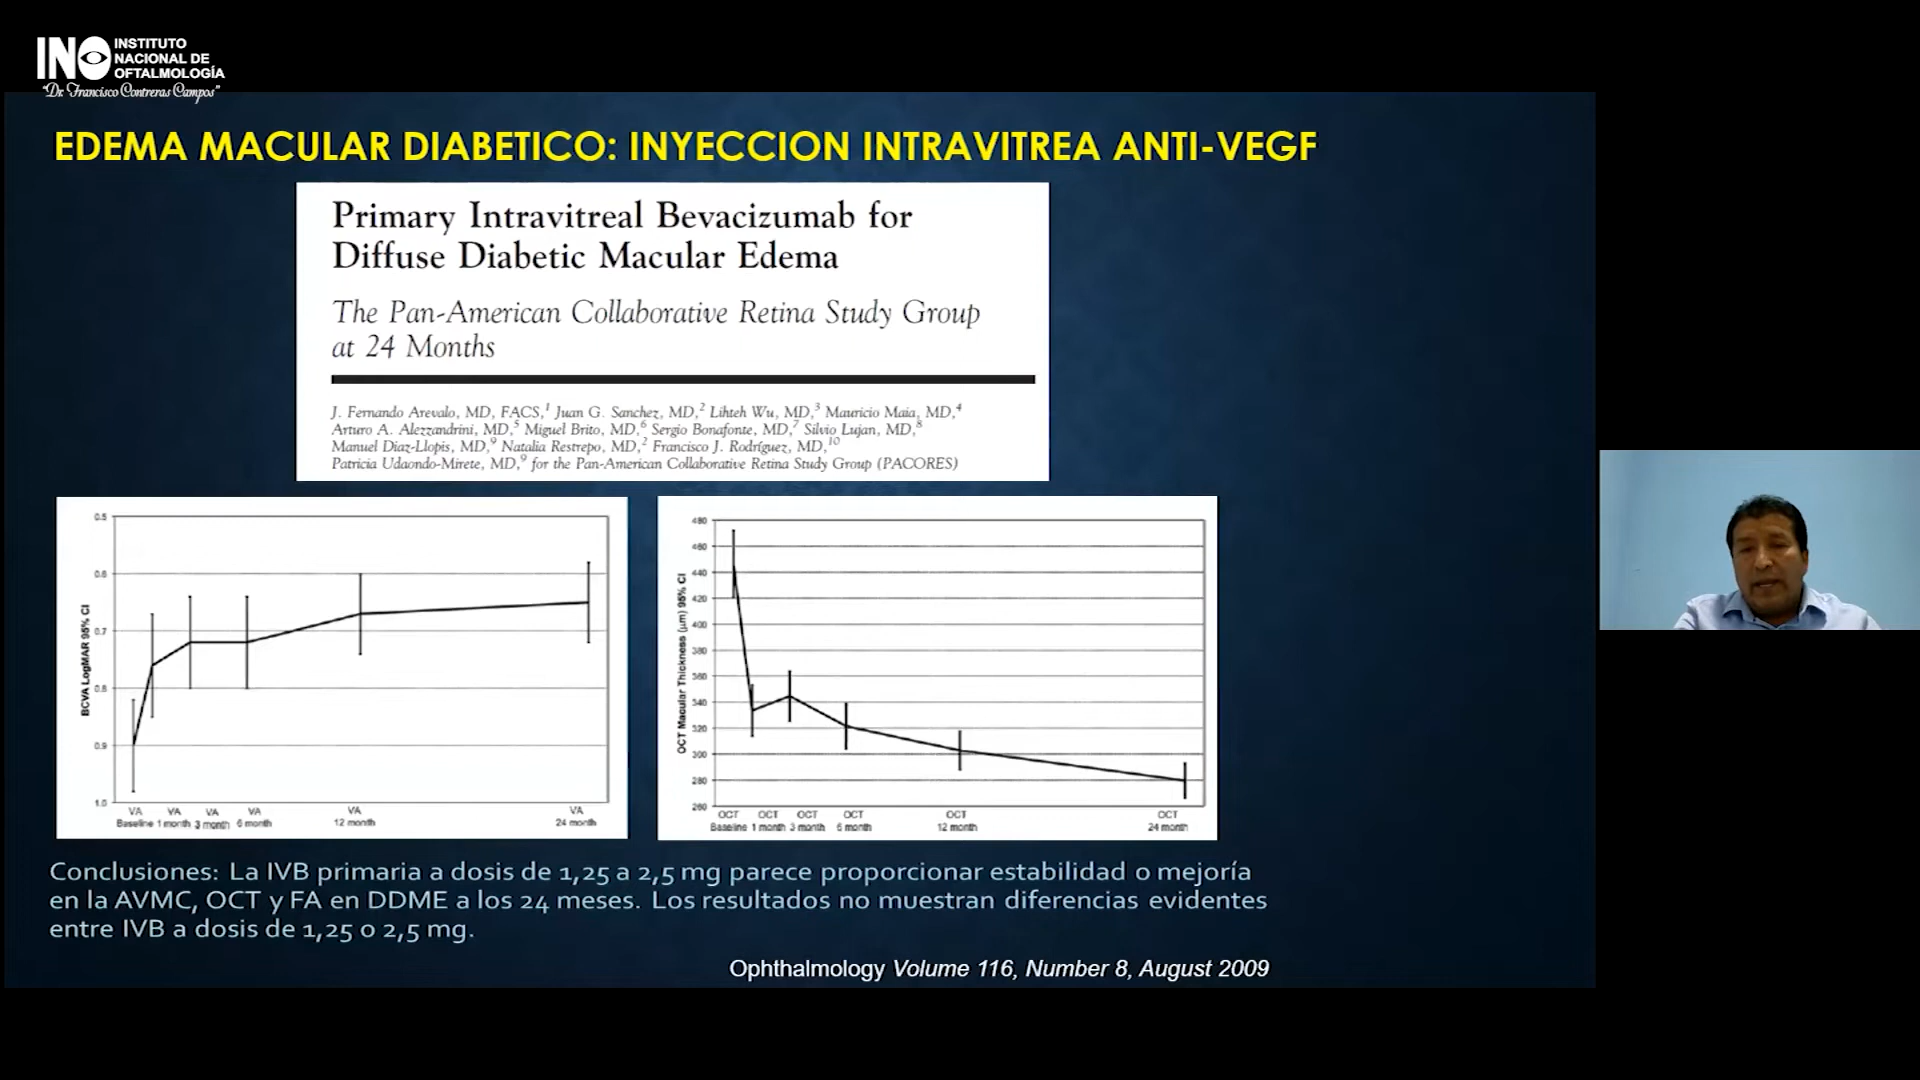 INO INSTITUTO
NACIONAL DE
OFTALMOLOGÍA
"Dr. Francisco Contreras Campos"
EDEMA MACULAR DIABETICO: INYECCION INTRAVITREA ANTI-VEGF
Primary Intravitreal Bevacizumab for
Diffuse Diabetic Macular Edema
The Pan-American Collaborative Retina Study Group
at 24 Months
J. Fernando Arevalo, MD, FACS,1 Juan G. Sanchez, MD,2 Lihteh Wu, MD,3 Mauricio Maia, MD,4
Arturo A. Alezzandrini, MD,5 Miguel Brito, MD,6 Sergio Bonafonte, MD,7 Silvio Lujan, MD,8
Manuel Diaz-Llopis, MD,9 Natalia Restrepo, MD,2 Francisco J. Rodríguez, MD,10
Patricia Udaondo-Mirete, MD,9 for the Pan-American Collaborative Retina Study Group (PACORES)
BCVA LogMAR 95% CI
0.5
0.6
0.7
0.8
0.9
1.0
VA VA VA VA VA VA
Baseline 1 month 3 month 6 month 12 month 24 month
OCT Macular Thickness (µm) 95% CI
480
460
440
420
400
380
360
340
320
300
280
260
OCT OCT OCT OCT OCT OCT
Baseline 1 month 3 month 6 month 12 month 24 month
Conclusiones: La IVB primaria a dosis de 1,25 a 2,5 mg parece proporcionar estabilidad o mejoría
en la AVMC, OCT y FA en DDME a los 24 meses. Los resultados no muestran diferencias evidentes
entre IVB a dosis de 1,25 o 2,5 mg.
Ophthalmology Volume 116, Number 8, August 2009